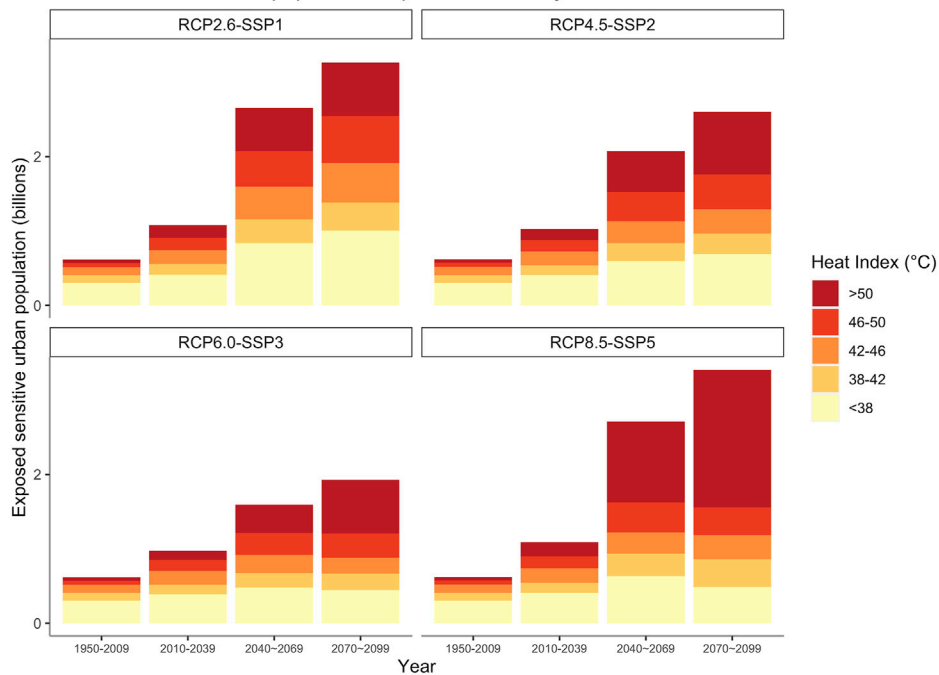 RCP2.6-SSP1
RCP4.5-SSP2
2
0
RCP6.0-SSP3
RCP8.5-SSP5
2
0
Exposed sensitive urban population (billions)
1950-2009
2010-2039
2040~2069
2070~2099
1950-2009
2010-2039
2040~2069
2070~2099
Year
Heat Index (°C)
>50
46-50
42-46
38-42
<38